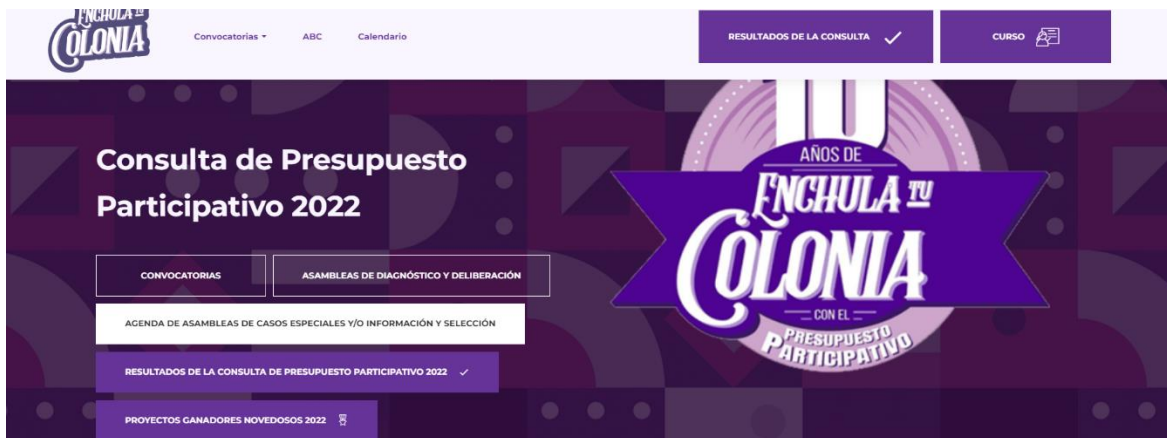 ENCHULA TU
COLONIA
Convocatorias
ABC
Calendario
RESULTADOS DE LA CONSULTA
CURSO
Consulta de Presupuesto
Participativo 2022
CONVOCATORIAS
ASAMBLEAS DE DIAGNÓSTICO Y DELIBERACIÓN
AGENDA DE ASAMBLEAS DE CASOS ESPECIALES Y/O INFORMACIÓN Y SELECCIÓN
RESULTADOS DE LA CONSULTA DE PRESUPUESTO PARTICIPATIVO 2022
PROYECTOS GANADORES NOVEDOSOS 2022
10
AÑOS DE
ENCHULA TU
COLONIA
CON EL
PRESUPUESTO
PARTICIPATIVO